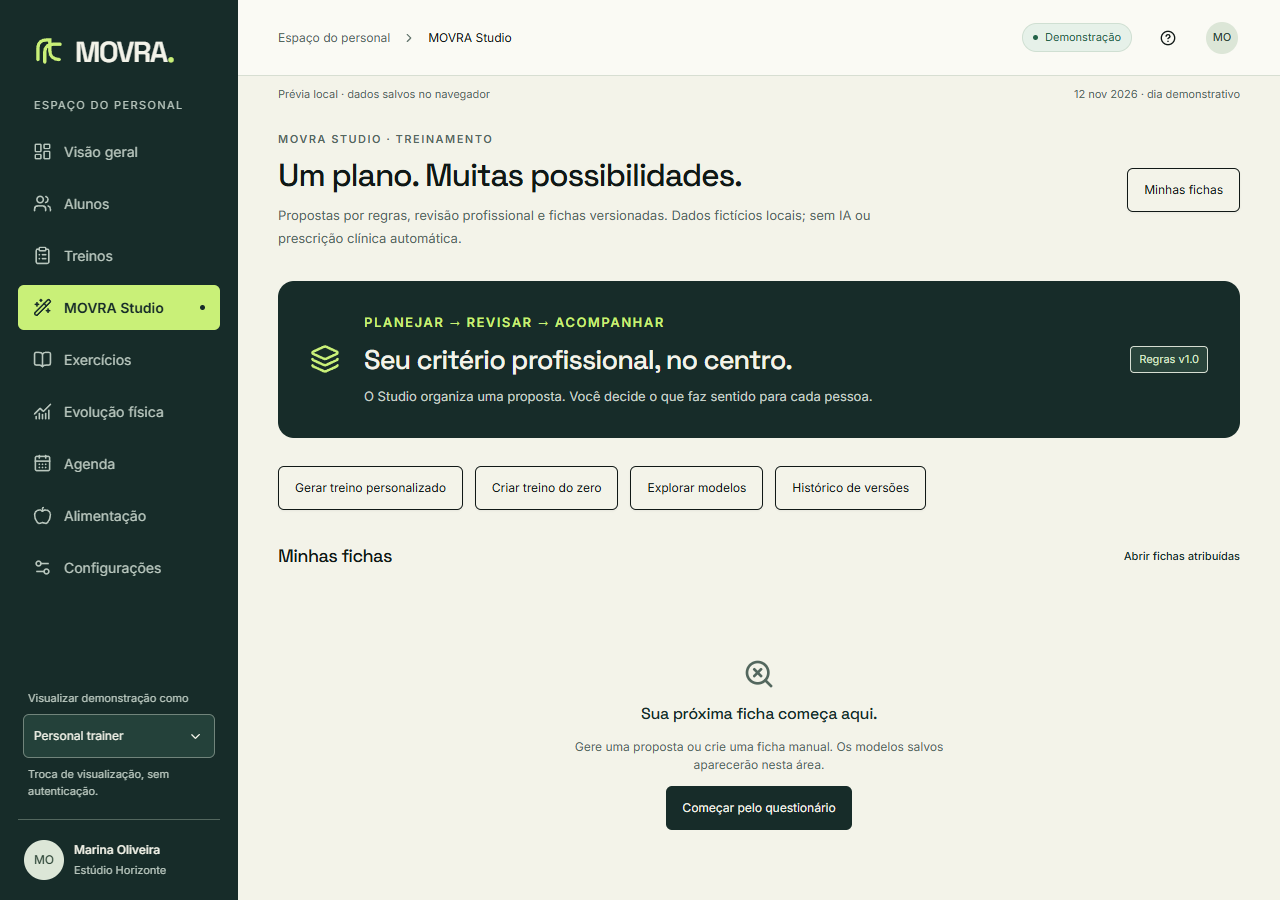 MOVRA.
ESPAÇO DO PERSONAL
Visão geral
Alunos
Treinos
MOVRA Studio
Exercícios
Evolução física
Agenda
Alimentação
Configurações
Visualizar demonstração como
Personal trainer
Troca de visualização, sem
autenticação.
MO
Marina Oliveira
Estúdio Horizonte
Espaço do personal > MOVRA Studio
Demonstração
MO
Prévia local · dados salvos no navegador
12 nov 2026 · dia demonstrativo
MOVRA STUDIO · TREINAMENTO
Um plano. Muitas possibilidades.
Propostas por regras, revisão profissional e fichas versionadas. Dados fictícios locais; sem IA ou
prescrição clínica automática.
Minhas fichas
PLANEJAR → REVISAR → ACOMPANHAR
Seu critério profissional, no centro.
O Studio organiza uma proposta. Você decide o que faz sentido para cada pessoa.
Regras v1.0
Gerar treino personalizado
Criar treino do zero
Explorar modelos
Histórico de versões
Minhas fichas
Abrir fichas atribuídas
Sua próxima ficha começa aqui.
Gere uma proposta ou crie uma ficha manual. Os modelos salvos
aparecerão nesta área.
Começar pelo questionário